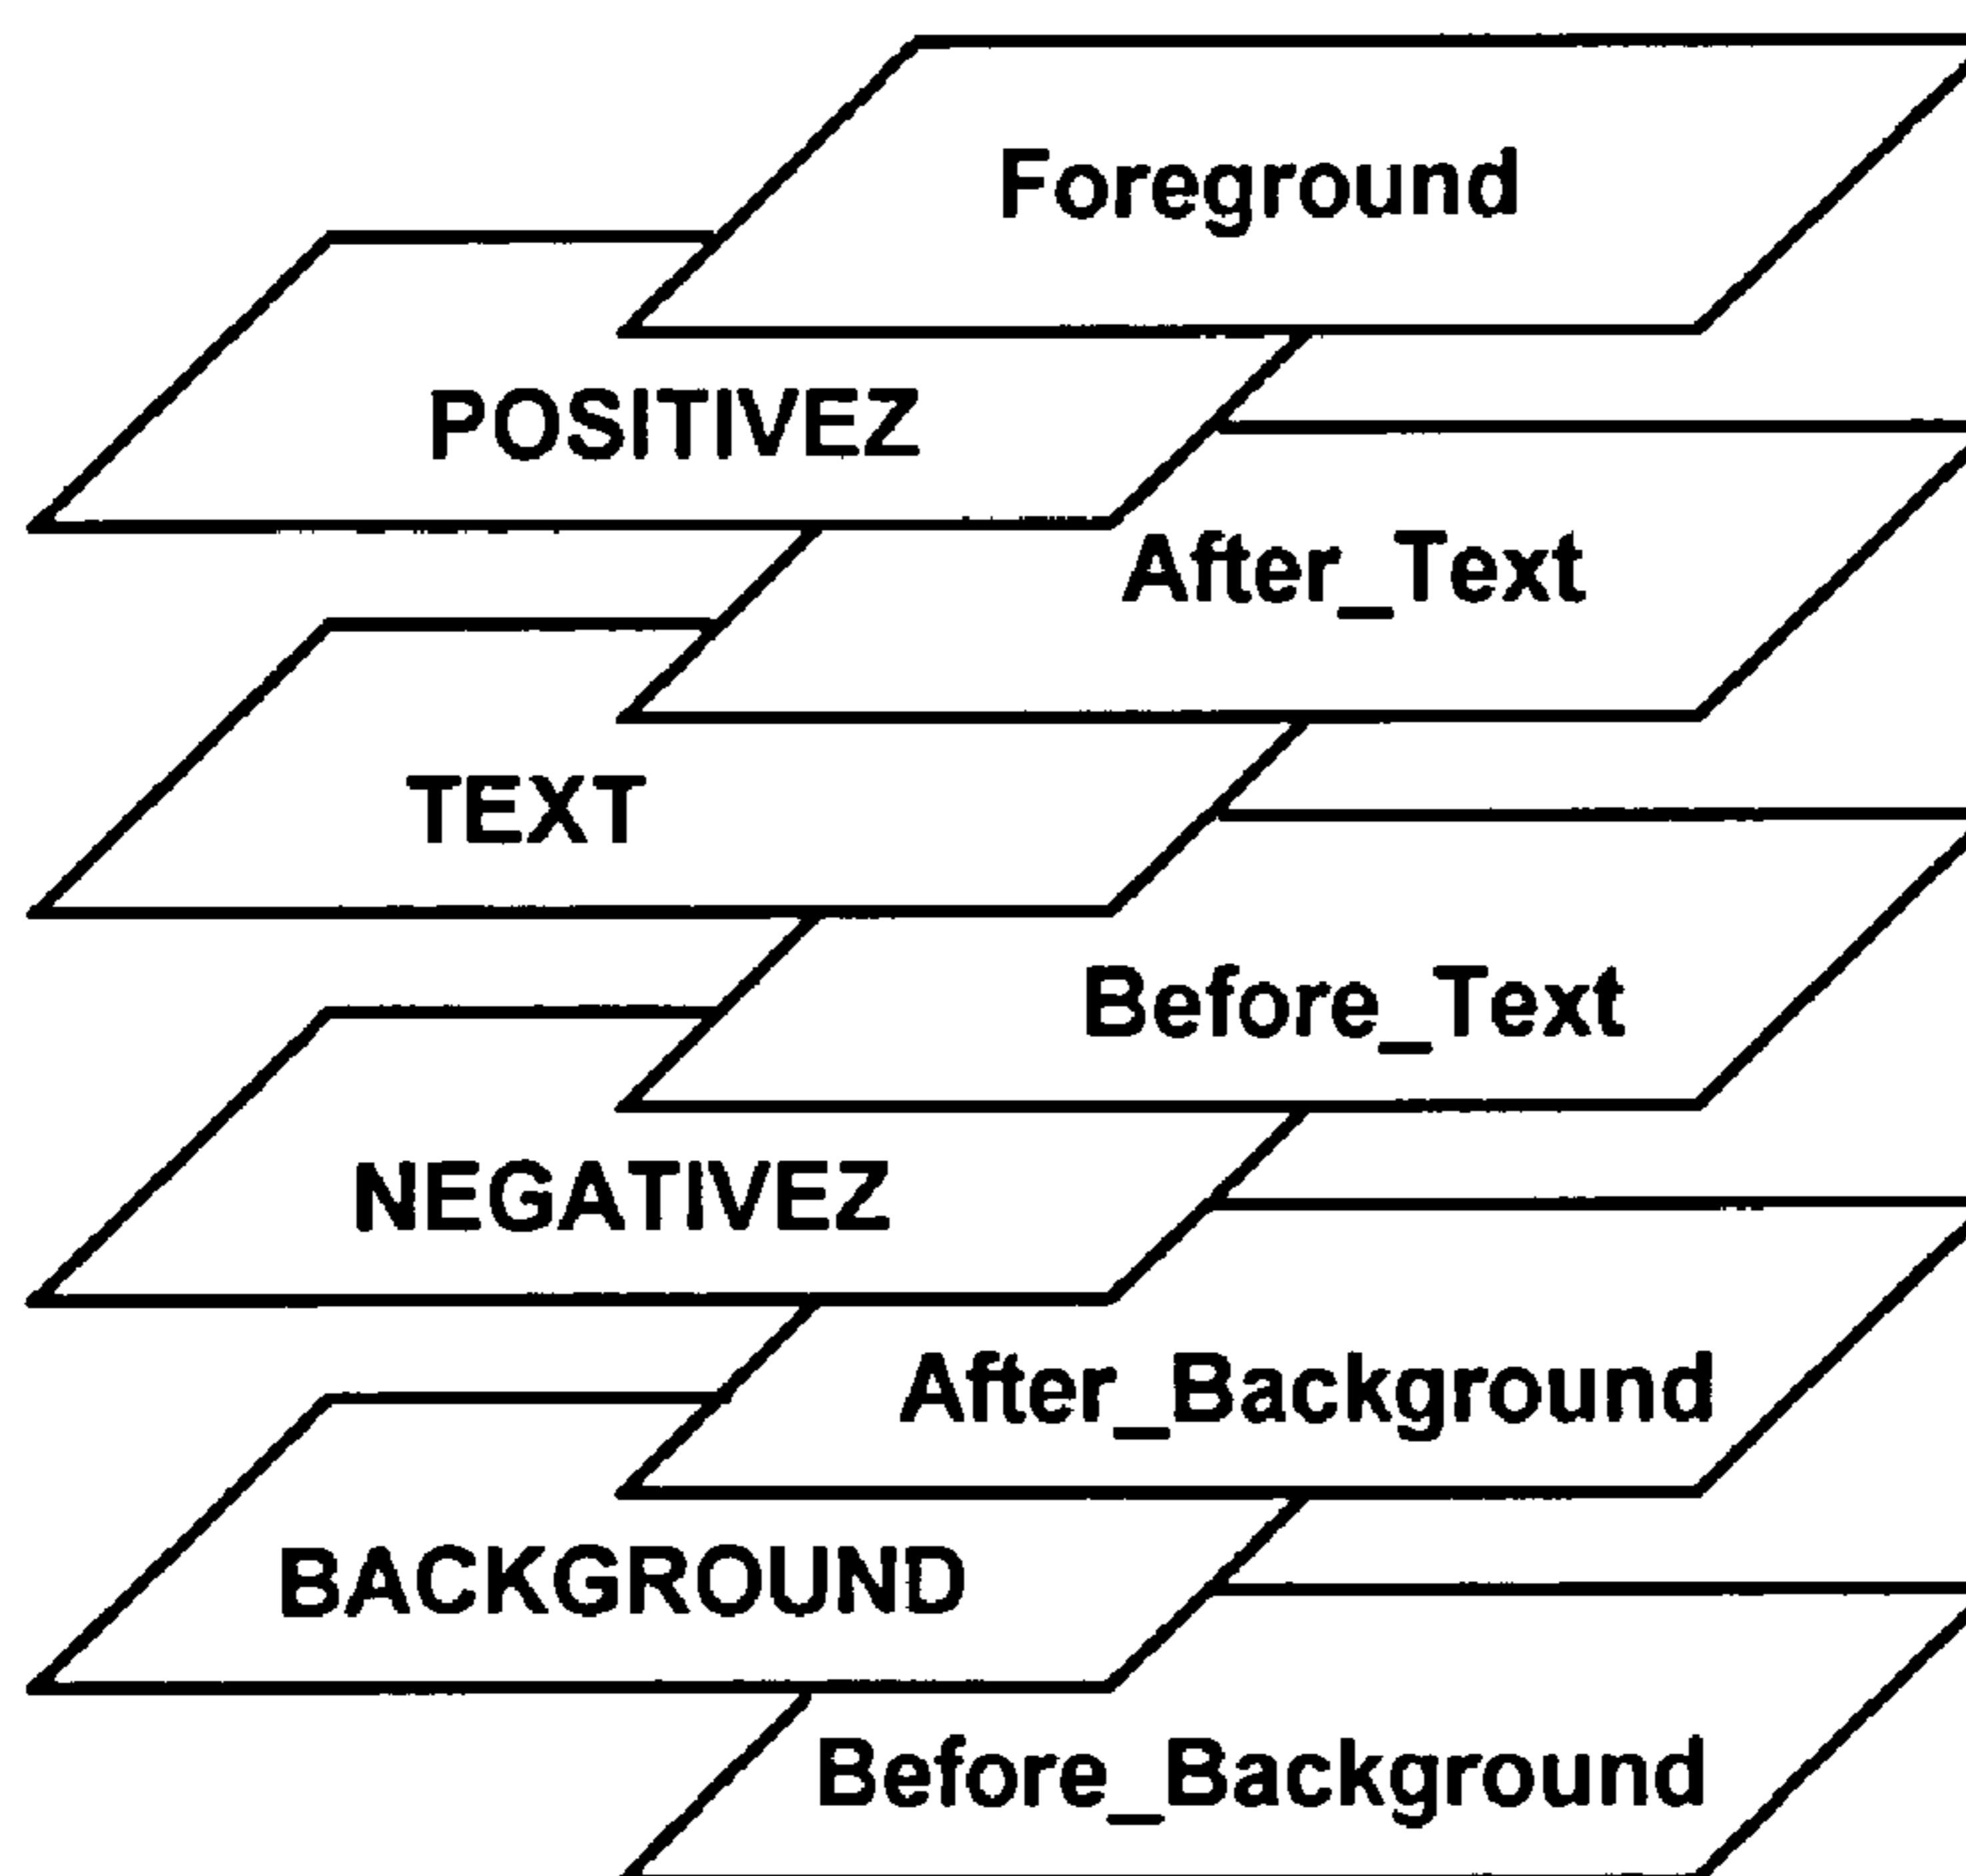 Foreground
POSITIVEZ
After_Text
TEXT
Before_Text
NEGATIVEZ
After_Background
BACKGROUND
Before_Background